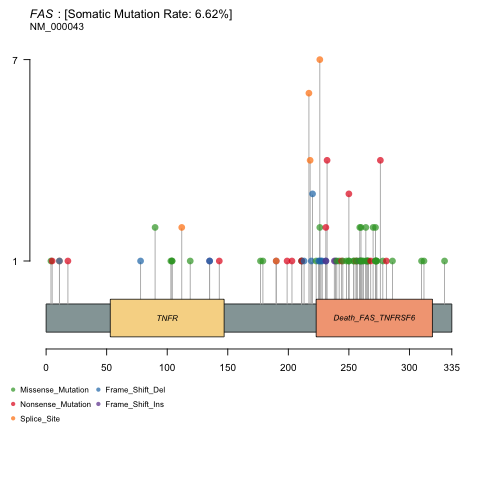 FAS : [Somatic Mutation Rate: 6.62%]
NM_000043
7
1
TNFR
Death_FAS_TNFRSF6
0 50 100 150 200 250 300 335
Missense_Mutation Frame_Shift_Del
Nonsense_Mutation Frame_Shift_Ins
Splice_Site